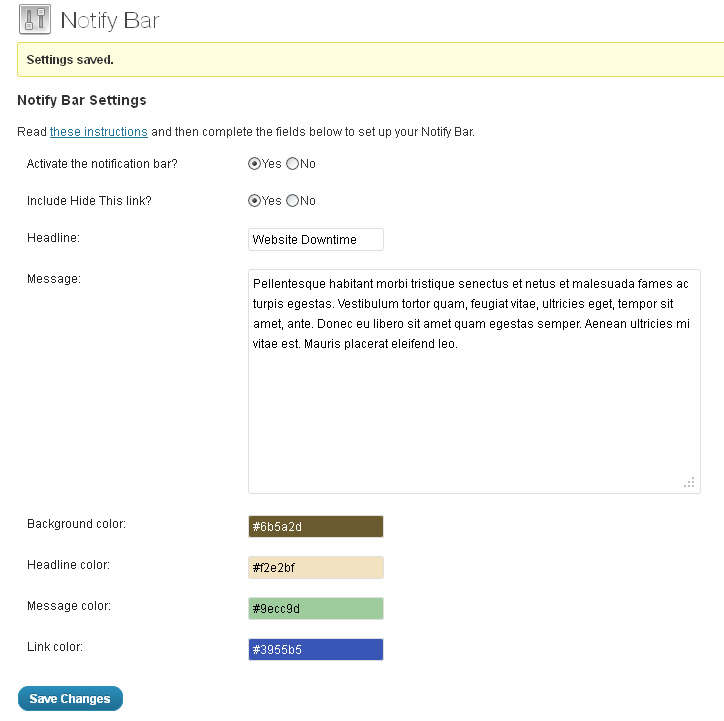 Notify Bar
Settings saved.
Notify Bar Settings
Read these instructions and then complete the fields below to set up your Notify Bar.
Activate the notification bar? Yes No
Include Hide This link? Yes No
Headline: Website Downtime
Message: Pellentesque habitant morbi tristique senectus et netus et malesuada fames ac
turpis egestas. Vestibulum tortor quam, feugiat vitae, ultricies eget, tempor sit
amet, ante. Donec eu libero sit amet quam egestas semper. Aenean ultricies mi
vitae est. Mauris placerat eleifend leo.
Background color: #6b5a2d
Headline color: #f2e2bf
Message color: #9ecc9d
Link color: #3955b5
Save Changes